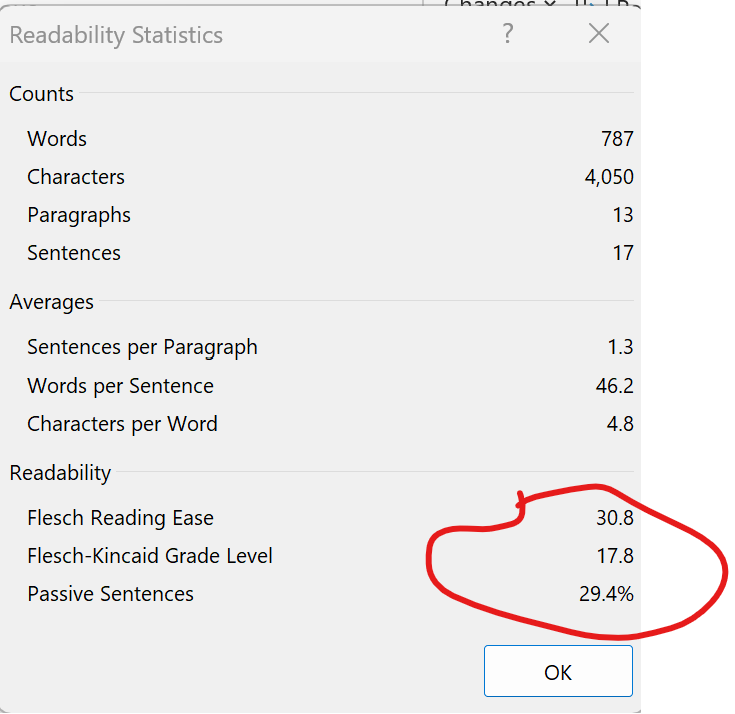 Changes
Readability Statistics ?
Counts
Words 787
Characters 4,050
Paragraphs 13
Sentences 17
Averages
Sentences per Paragraph 1.3
Words per Sentence 46.2
Characters per Word 4.8
Readability
Flesch Reading Ease 30.8
Flesch-Kincaid Grade Level 17.8
Passive Sentences 29.4%
OK